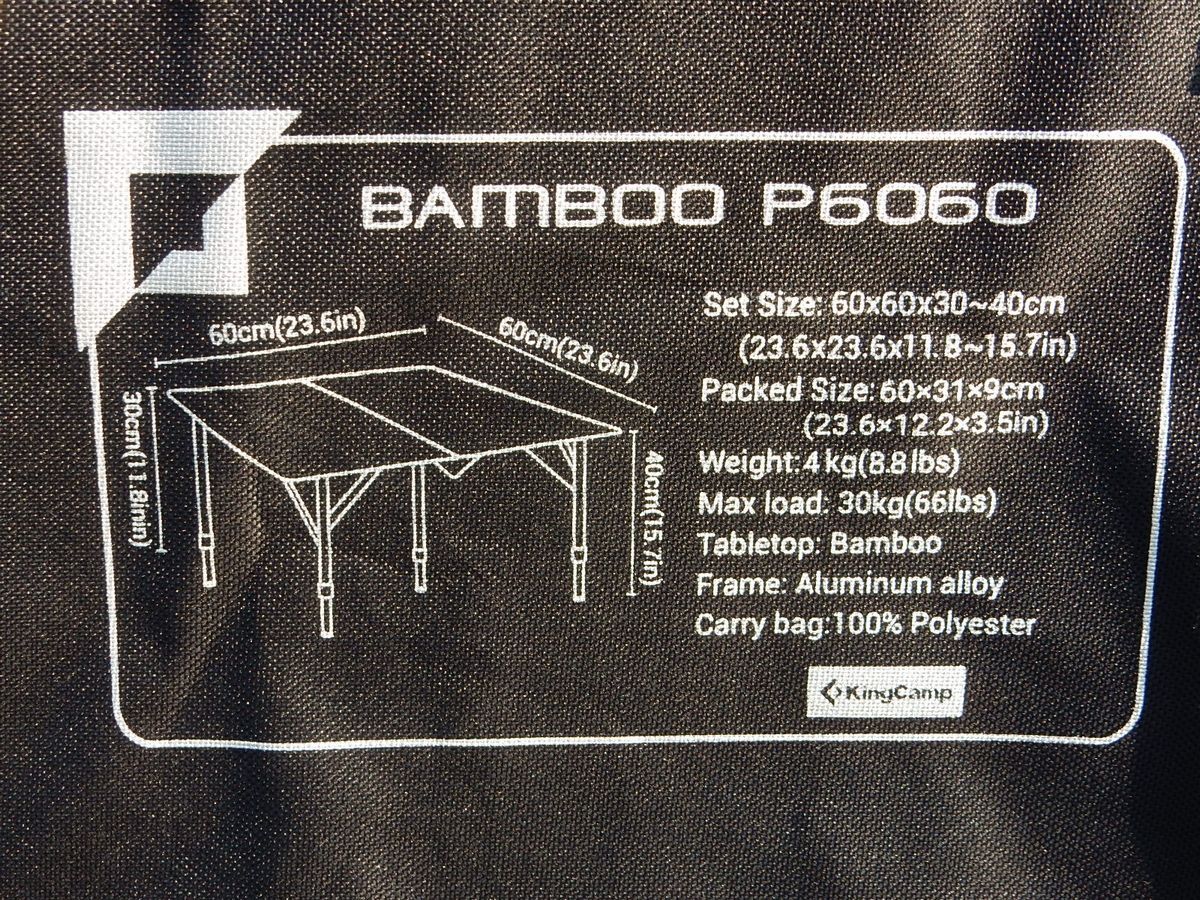 BAMBOO P6060
60cm(23.6in)
60cm(23.6in)
30cm(11.8inin)
40cm(15.7in)
Set Size: 60x60x30~40cm
(23.6x23.6x11.8~15.7in)
Packed Size: 60×31×9cm
(23.6×12.2×3.5in)
Weight: 4kg(8.8lbs)
Max load: 30kg(66lbs)
Tabletop: Bamboo
Frame: Aluminum alloy
Carry bag:100% Polyester
KingCamp